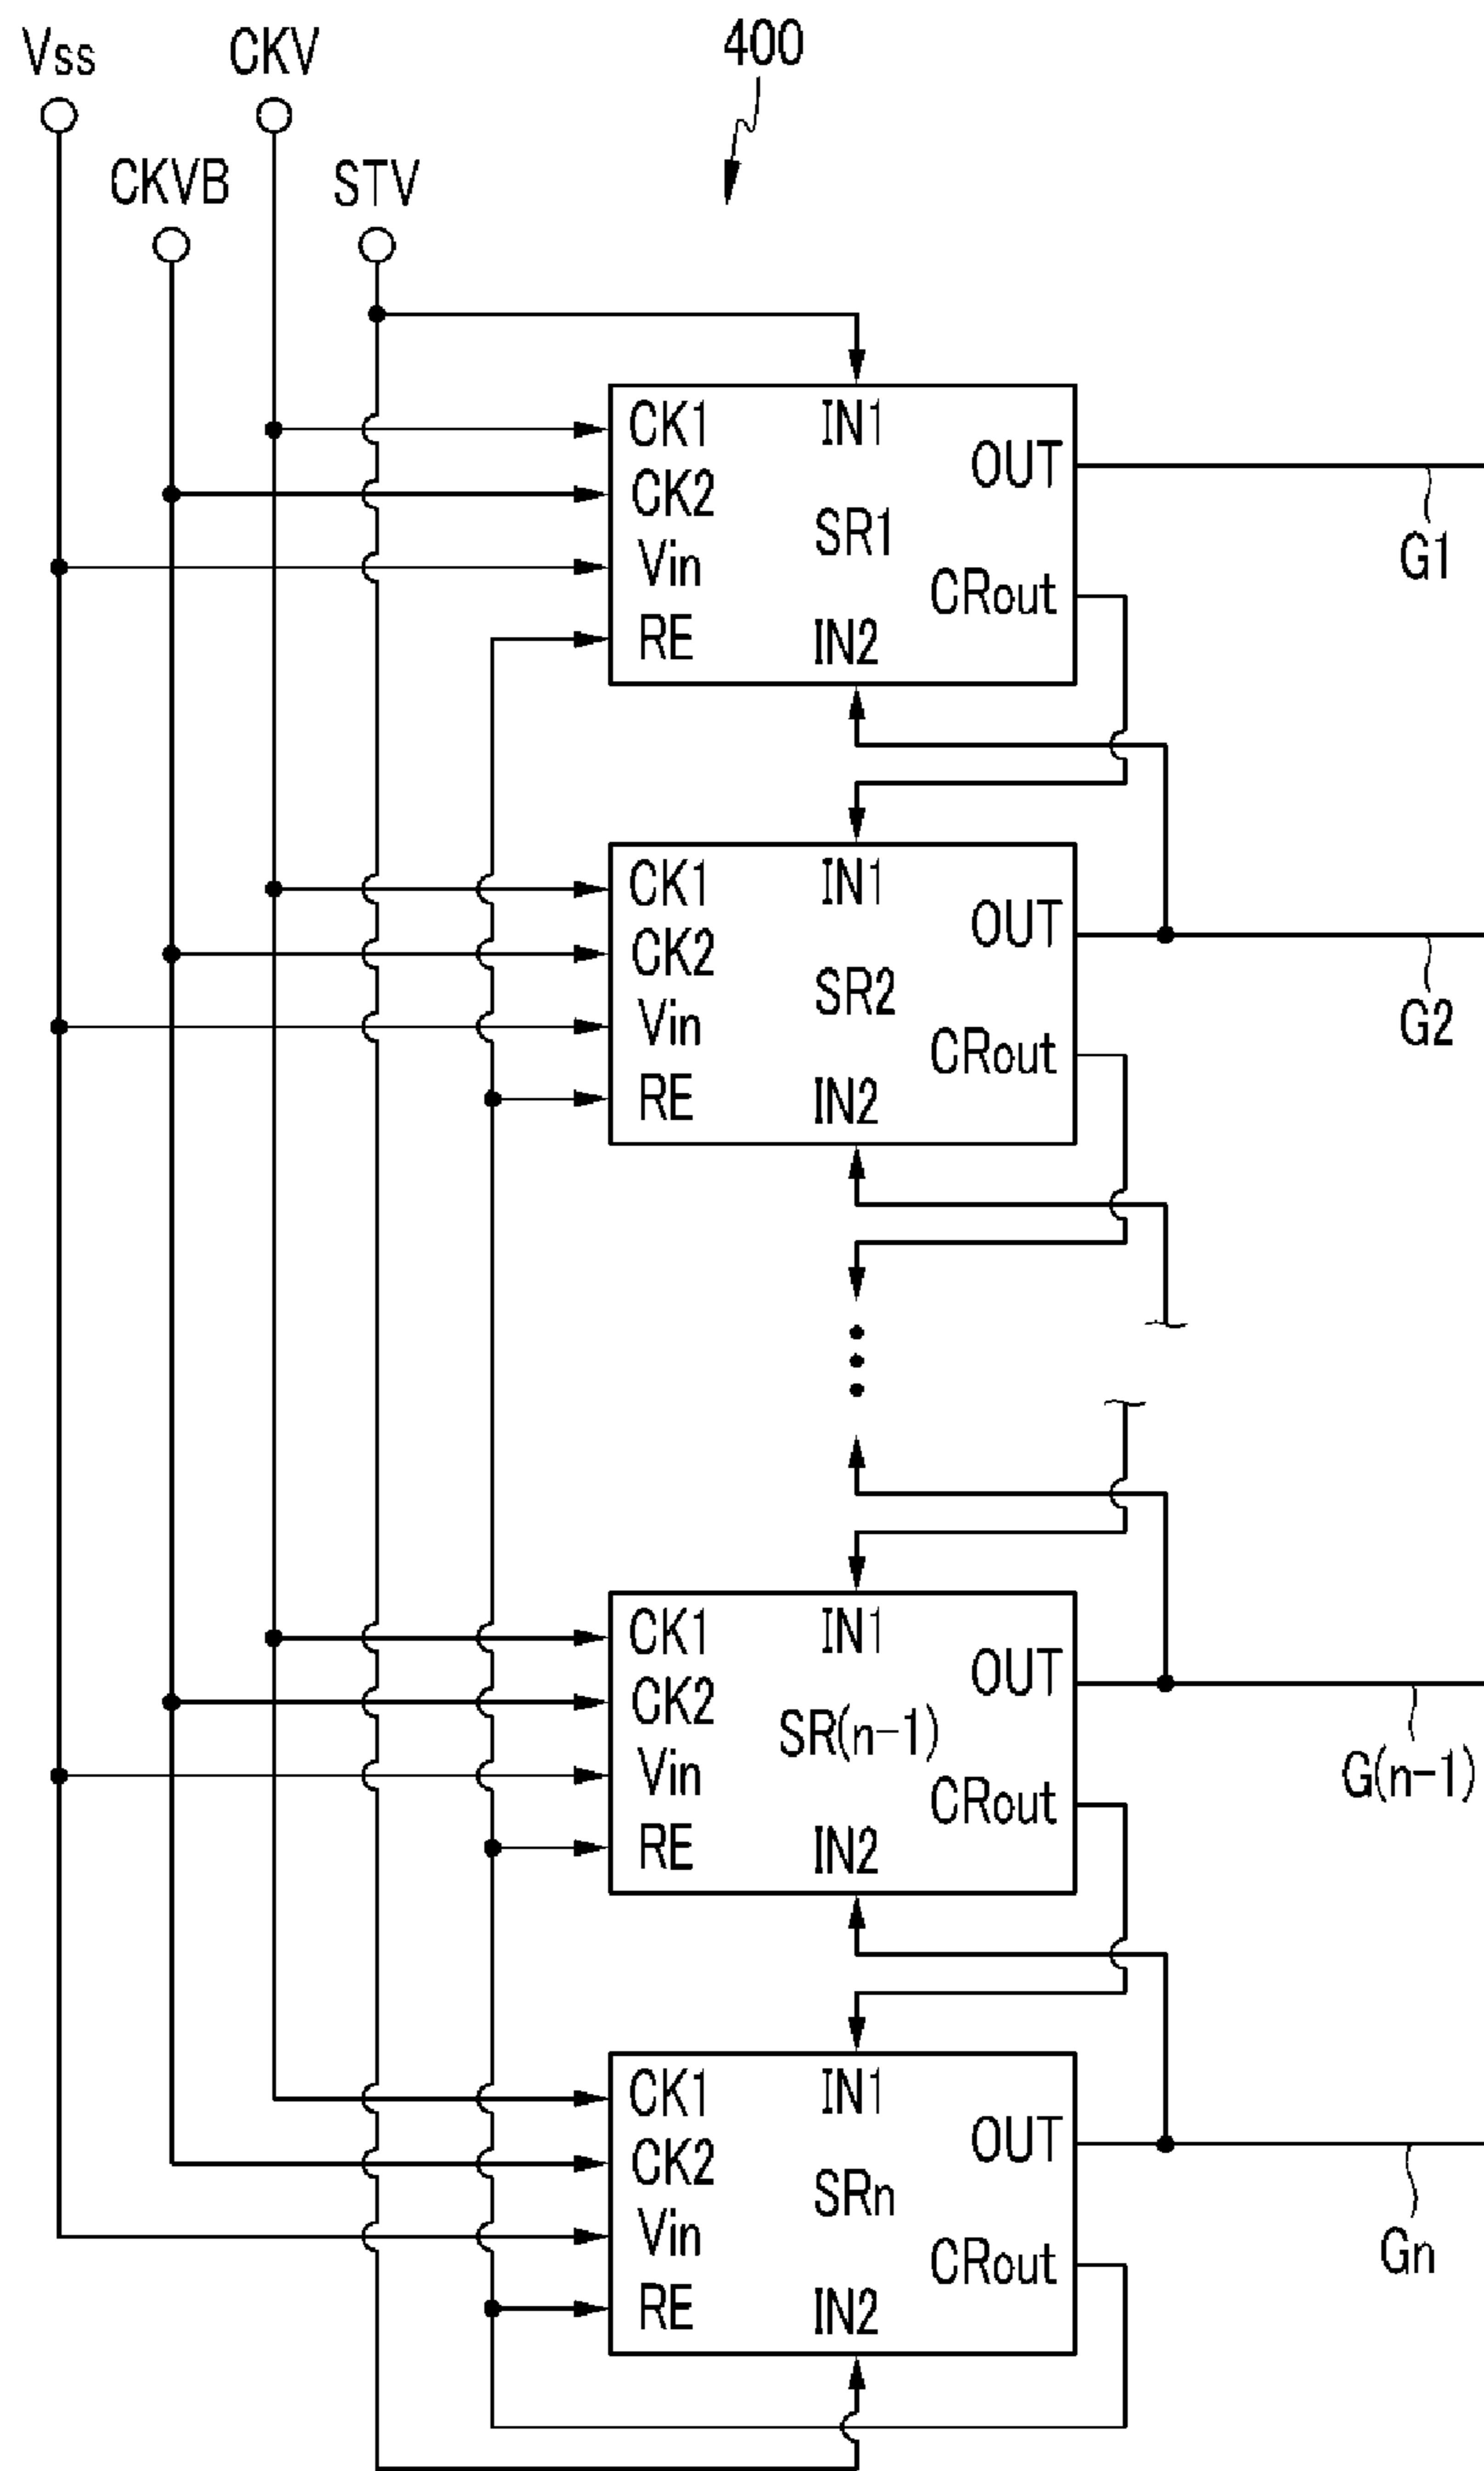 Vss
CKV
400
CKVB
STV
CK1
IN1
OUT
CK2
SR1
Vin
G1
CRout
RE
IN2
CK1
IN1
OUT
CK2
SR2
Vin
G2
CRout
RE
IN2
CK1
IN1
OUT
CK2
SR(n-1)
Vin
G(n-1)
CRout
RE
IN2
CK1
IN1
OUT
CK2
SRn
Vin
Gn
CRout
RE
IN2